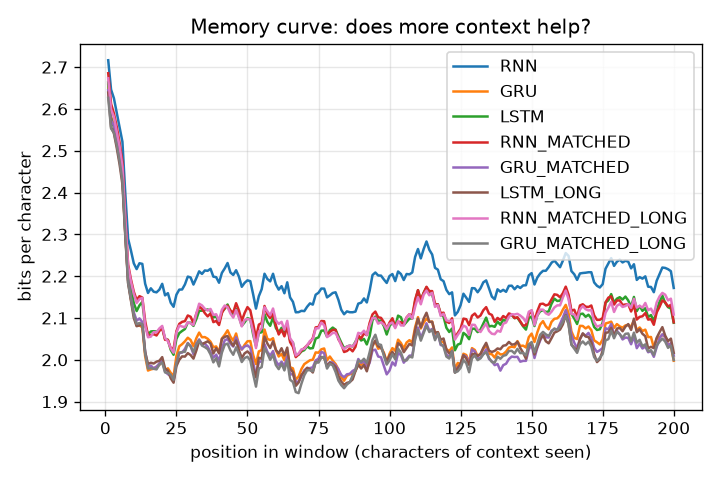 Memory curve: does more context help?
RNN
GRU
LSTM
RNN_MATCHED
GRU_MATCHED
LSTM_LONG
RNN_MATCHED_LONG
GRU_MATCHED_LONG
bits per character
2.7
2.6
2.5
2.4
2.3
2.2
2.1
2.0
1.9
0 25 50 75 100 125 150 175 200
position in window (characters of context seen)